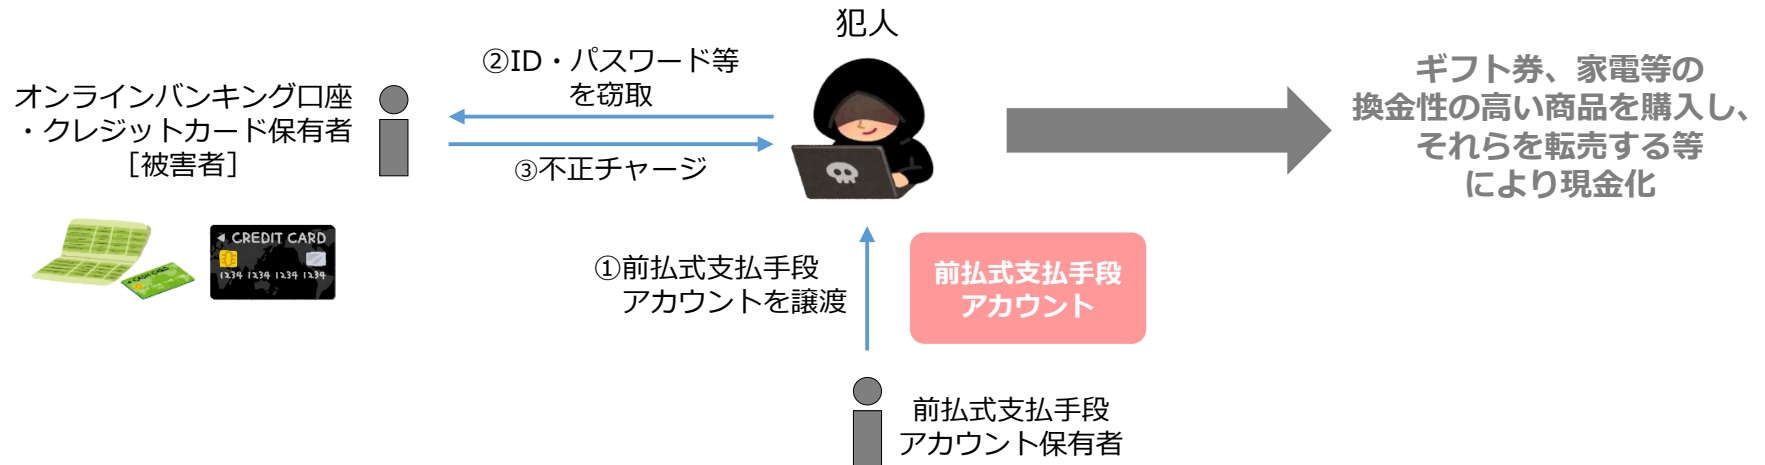 犯人
②ID・パスワード等
を窃取
オンラインバンキング口座
・クレジットカード保有者
［被害者］
③不正チャージ
ギフト券、家電等の
換金性の高い商品を購入し、
それらを転売する等
により現金化
CASH CARD
CREDIT CARD
1234 1234 1234 1234
①前払式支払手段
アカウントを譲渡
前払式支払手段
アカウント
前払式支払手段
アカウント保有者